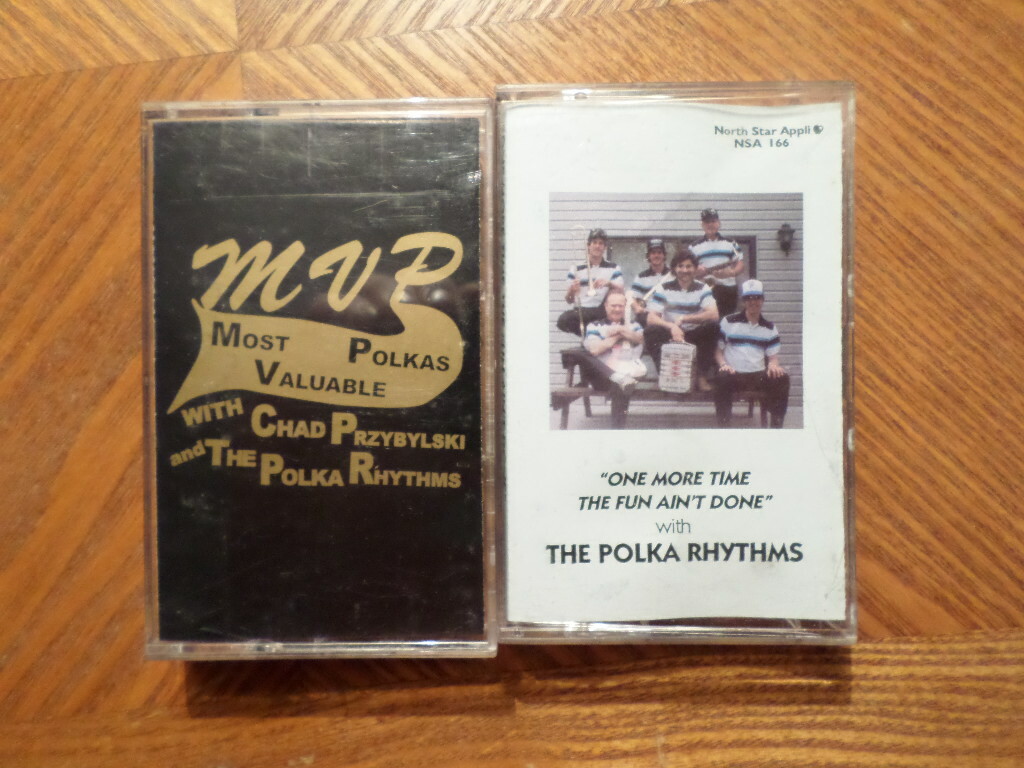 MVP
MOST POLKAS
VALUABLE
WITH CHAD PRZYBYLSKI
and THE POLKA RHYTHMS
North Star Appli
NSA 166
"ONE MORE TIME
THE FUN AIN'T DONE"
with
THE POLKA RHYTHMS